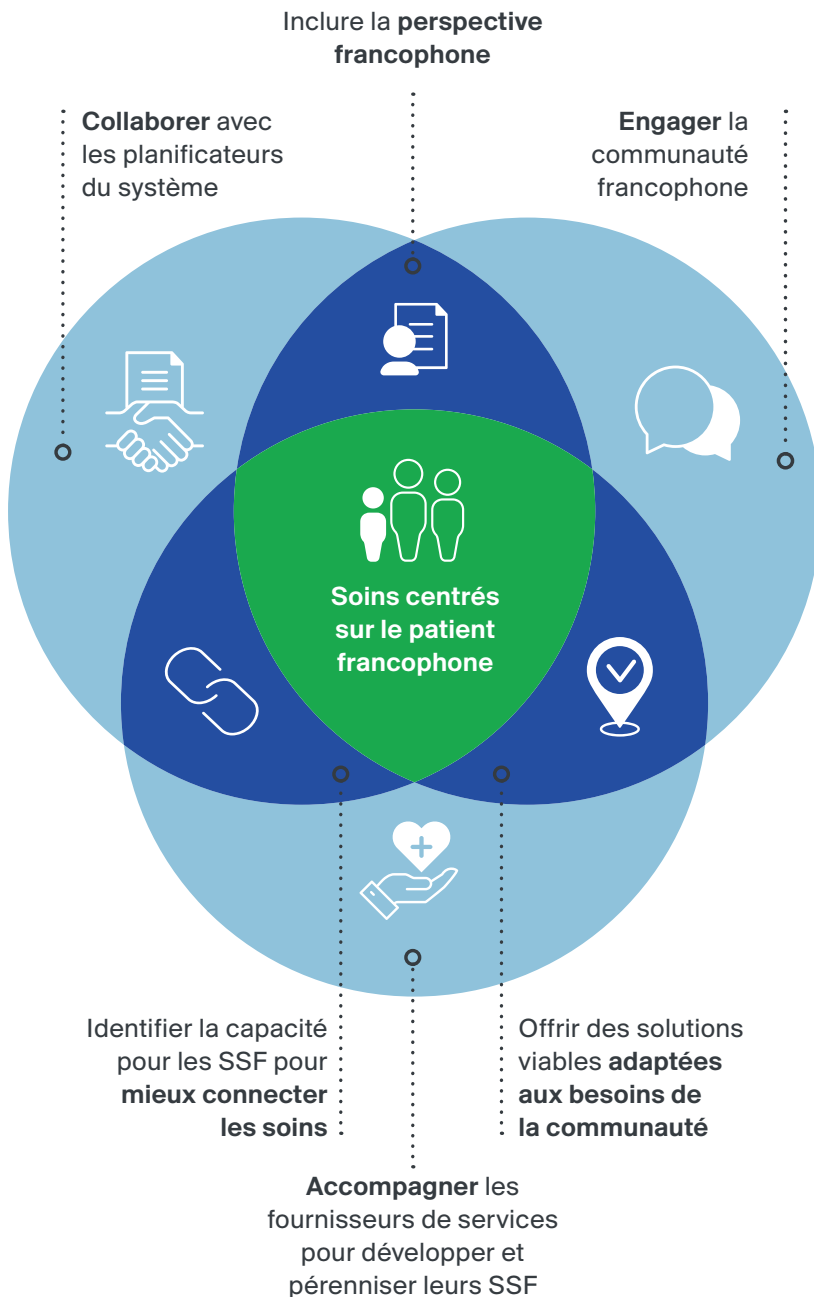 Inclure la perspective
francophone
Collaborer avec
les planificateurs
du système
Engager la
communauté
francophone
Soins centrés
sur le patient
francophone
Identifier la capacité
pour les SSF pour
mieux connecter
les soins
Offrir des solutions
viables adaptées
aux besoins de
la communauté
Accompagner les
fournisseurs de services
pour développer et
pérenniser leurs SSF